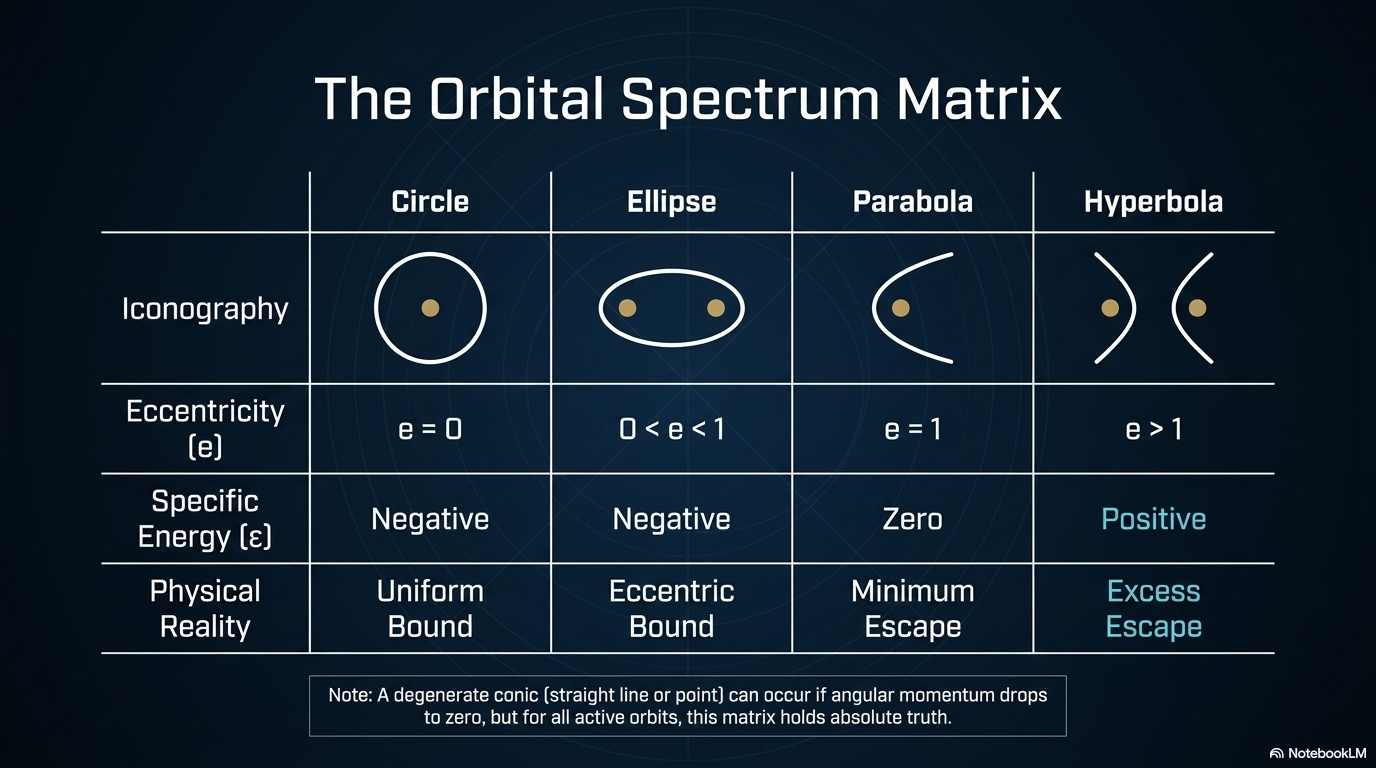 The Orbital Spectrum Matrix
Circle
Ellipse
Parabola
Hyperbola
Iconography
Eccentricity
(e)
e = 0
0 < e < 1
e = 1
e > 1
Specific
Energy (ε)
Negative
Negative
Zero
Positive
Physical
Reality
Uniform
Bound
Eccentric
Bound
Minimum
Escape
Excess
Escape
Note: A degenerate conic (straight line or point) can occur if angular momentum drops
to zero, but for all active orbits, this matrix holds absolute truth.
NotebookLM